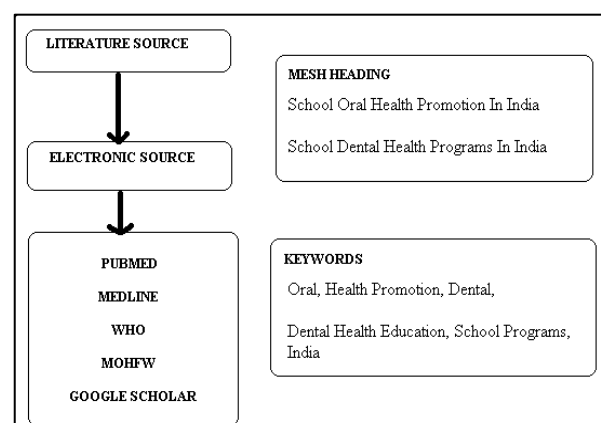 LITERATURE SOURCE
ELECTRONIC SOURCE
PUBMED
MEDLINE
WHO
MOHFW
GOOGLE SCHOLAR
MESH HEADING
School Oral Health Promotion In India
School Dental Health Programs In India
KEYWORDS
Oral, Health Promotion, Dental,
Dental Health Education, School Programs,
India